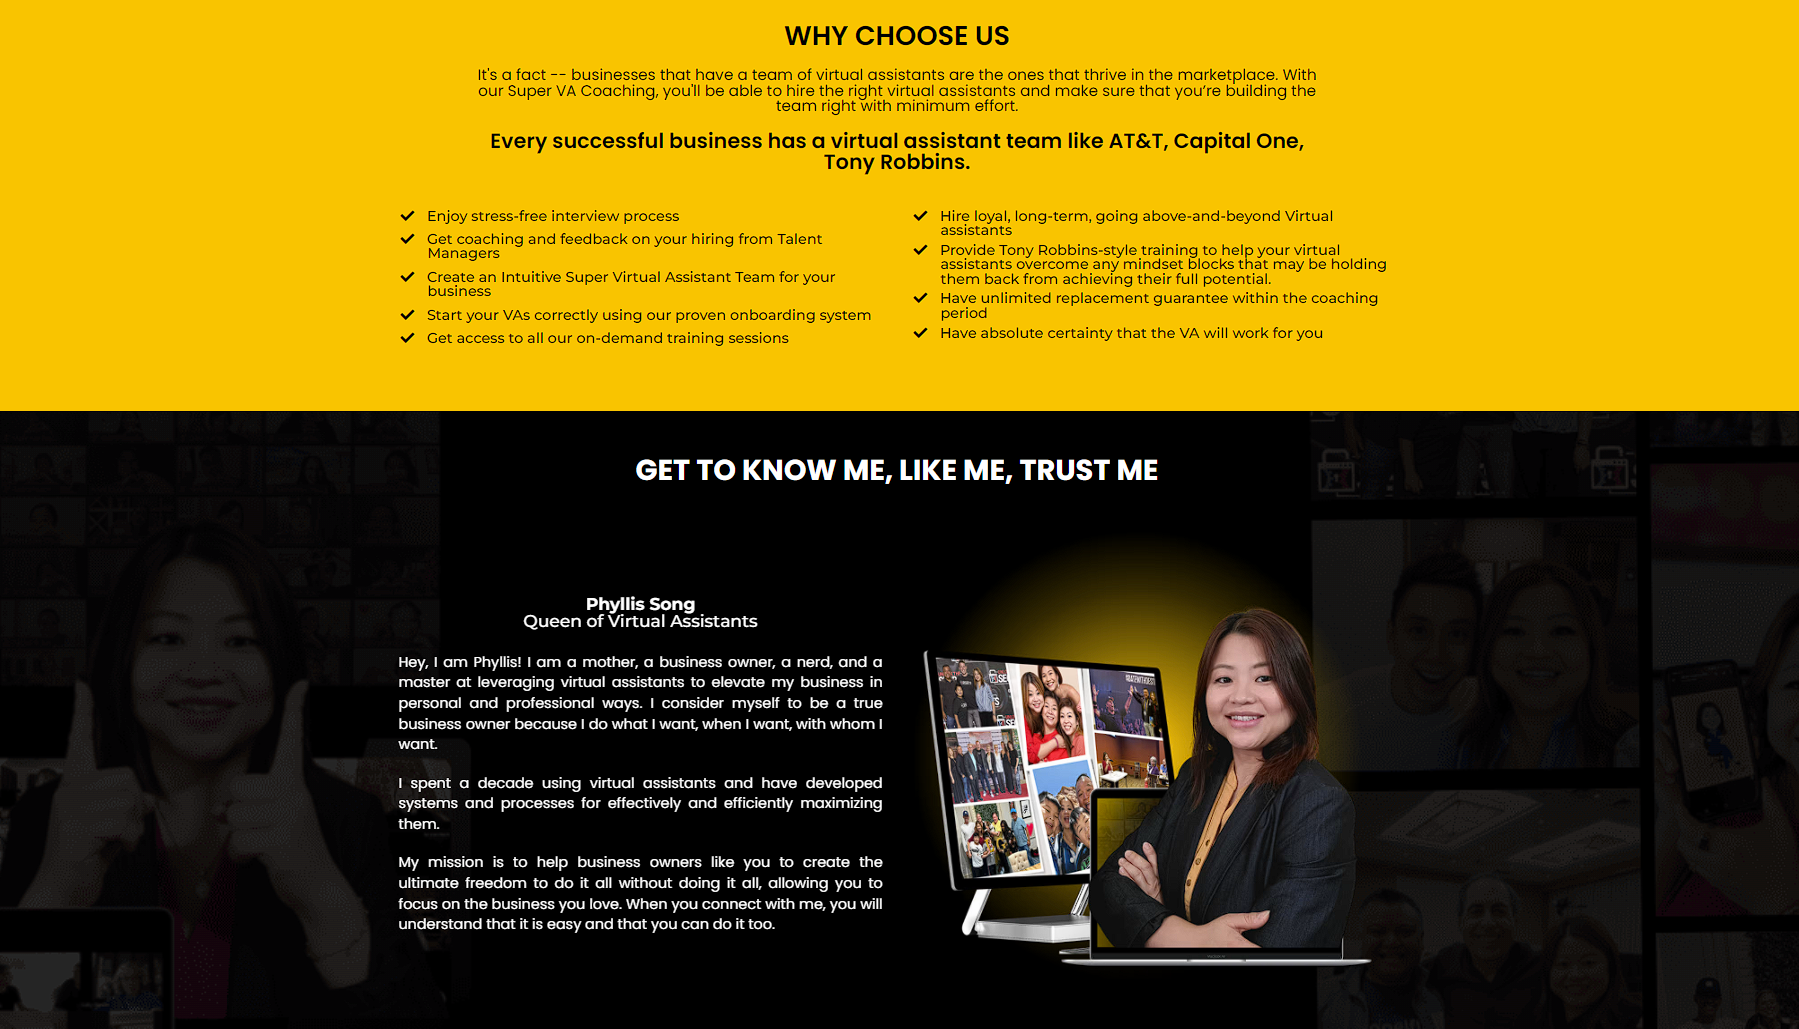 WHY CHOOSE US
It's a fact -- businesses that have a team of virtual assistants are the ones that thrive in the marketplace. With
our Super VA Coaching, you'll be able to hire the right virtual assistants and make sure that you're building the
team right with minimum effort.
Every successful business has a virtual assistant team like AT&T, Capital One,
Tony Robbins.
Enjoy stress-free interview process
Get coaching and feedback on your hiring from Talent
Managers
Create an Intuitive Super Virtual Assistant Team for your
business
Start your VAs correctly using our proven onboarding system
Get access to all our on-demand training sessions
Hire loyal, long-term, going above-and-beyond Virtual
assistants
Provide Tony Robbins-style training to help your virtual
assistants overcome any mindset blocks that may be holding
them back from achieving their full potential.
Have unlimited replacement guarantee within the coaching
period
Have absolute certainty that the VA will work for you
GET TO KNOW ME, LIKE ME, TRUST ME
Phyllis Song
Queen of Virtual Assistants
Hey, I am Phyllis! I am a mother, a business owner, a nerd, and a
master at leveraging virtual assistants to elevate my business in
personal and professional ways. I consider myself to be a true
business owner because I do what I want, when I want, with whom I
want.
I spent a decade using virtual assistants and have developed
systems and processes for effectively and efficiently maximizing
them.
My mission is to help business owners like you to create the
ultimate freedom to do it all without doing it all, allowing you to
focus on the business you love. When you connect with me, you will
understand that it is easy and that you can do it too.